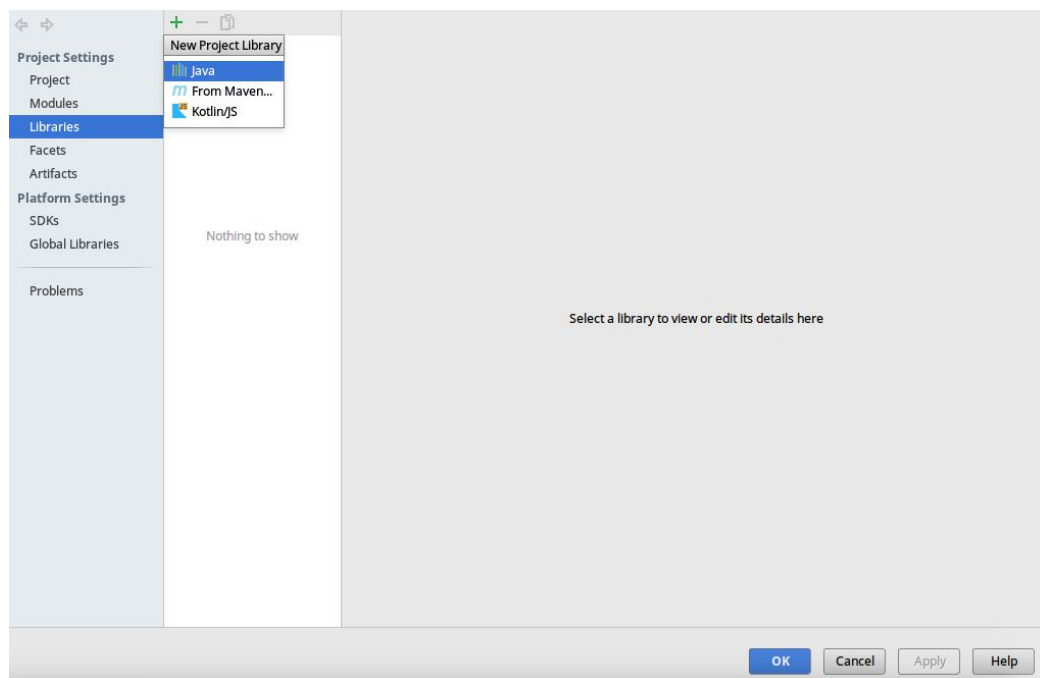 Project Settings
Project
Modules
Libraries
Facets
Artifacts
Platform Settings
SDKs
Global Libraries
Problems
New Project Library
Java
m From Maven...
JS Kotlin/JS
Nothing to show
Select a library to view or edit its details here
OK Cancel Apply Help